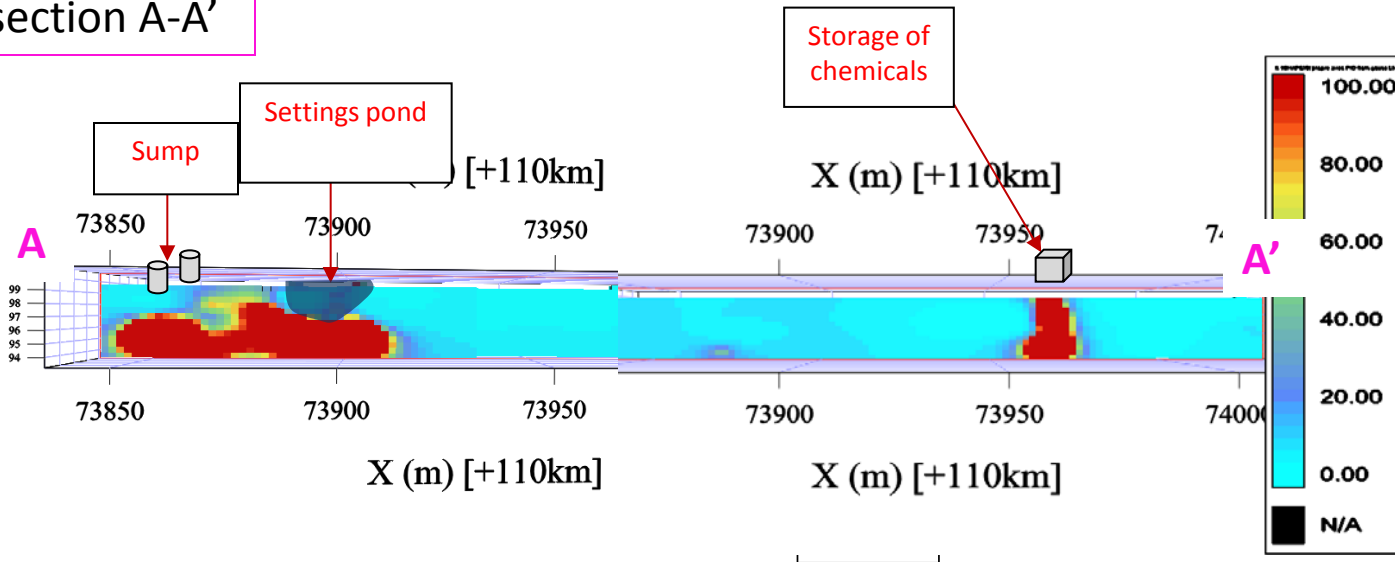 section A-A’
Storage of
chemicals
Settings pond
Sump
[+110km]
X (m) [+110km]
73850
73900
73950
73900
73950
A
A’
99
98
97
96
95
94
73850
73900
73950
73900
73950
74000
X (m) [+110km]
X (m) [+110km]
100.00
80.00
60.00
40.00
20.00
0.00
N/A